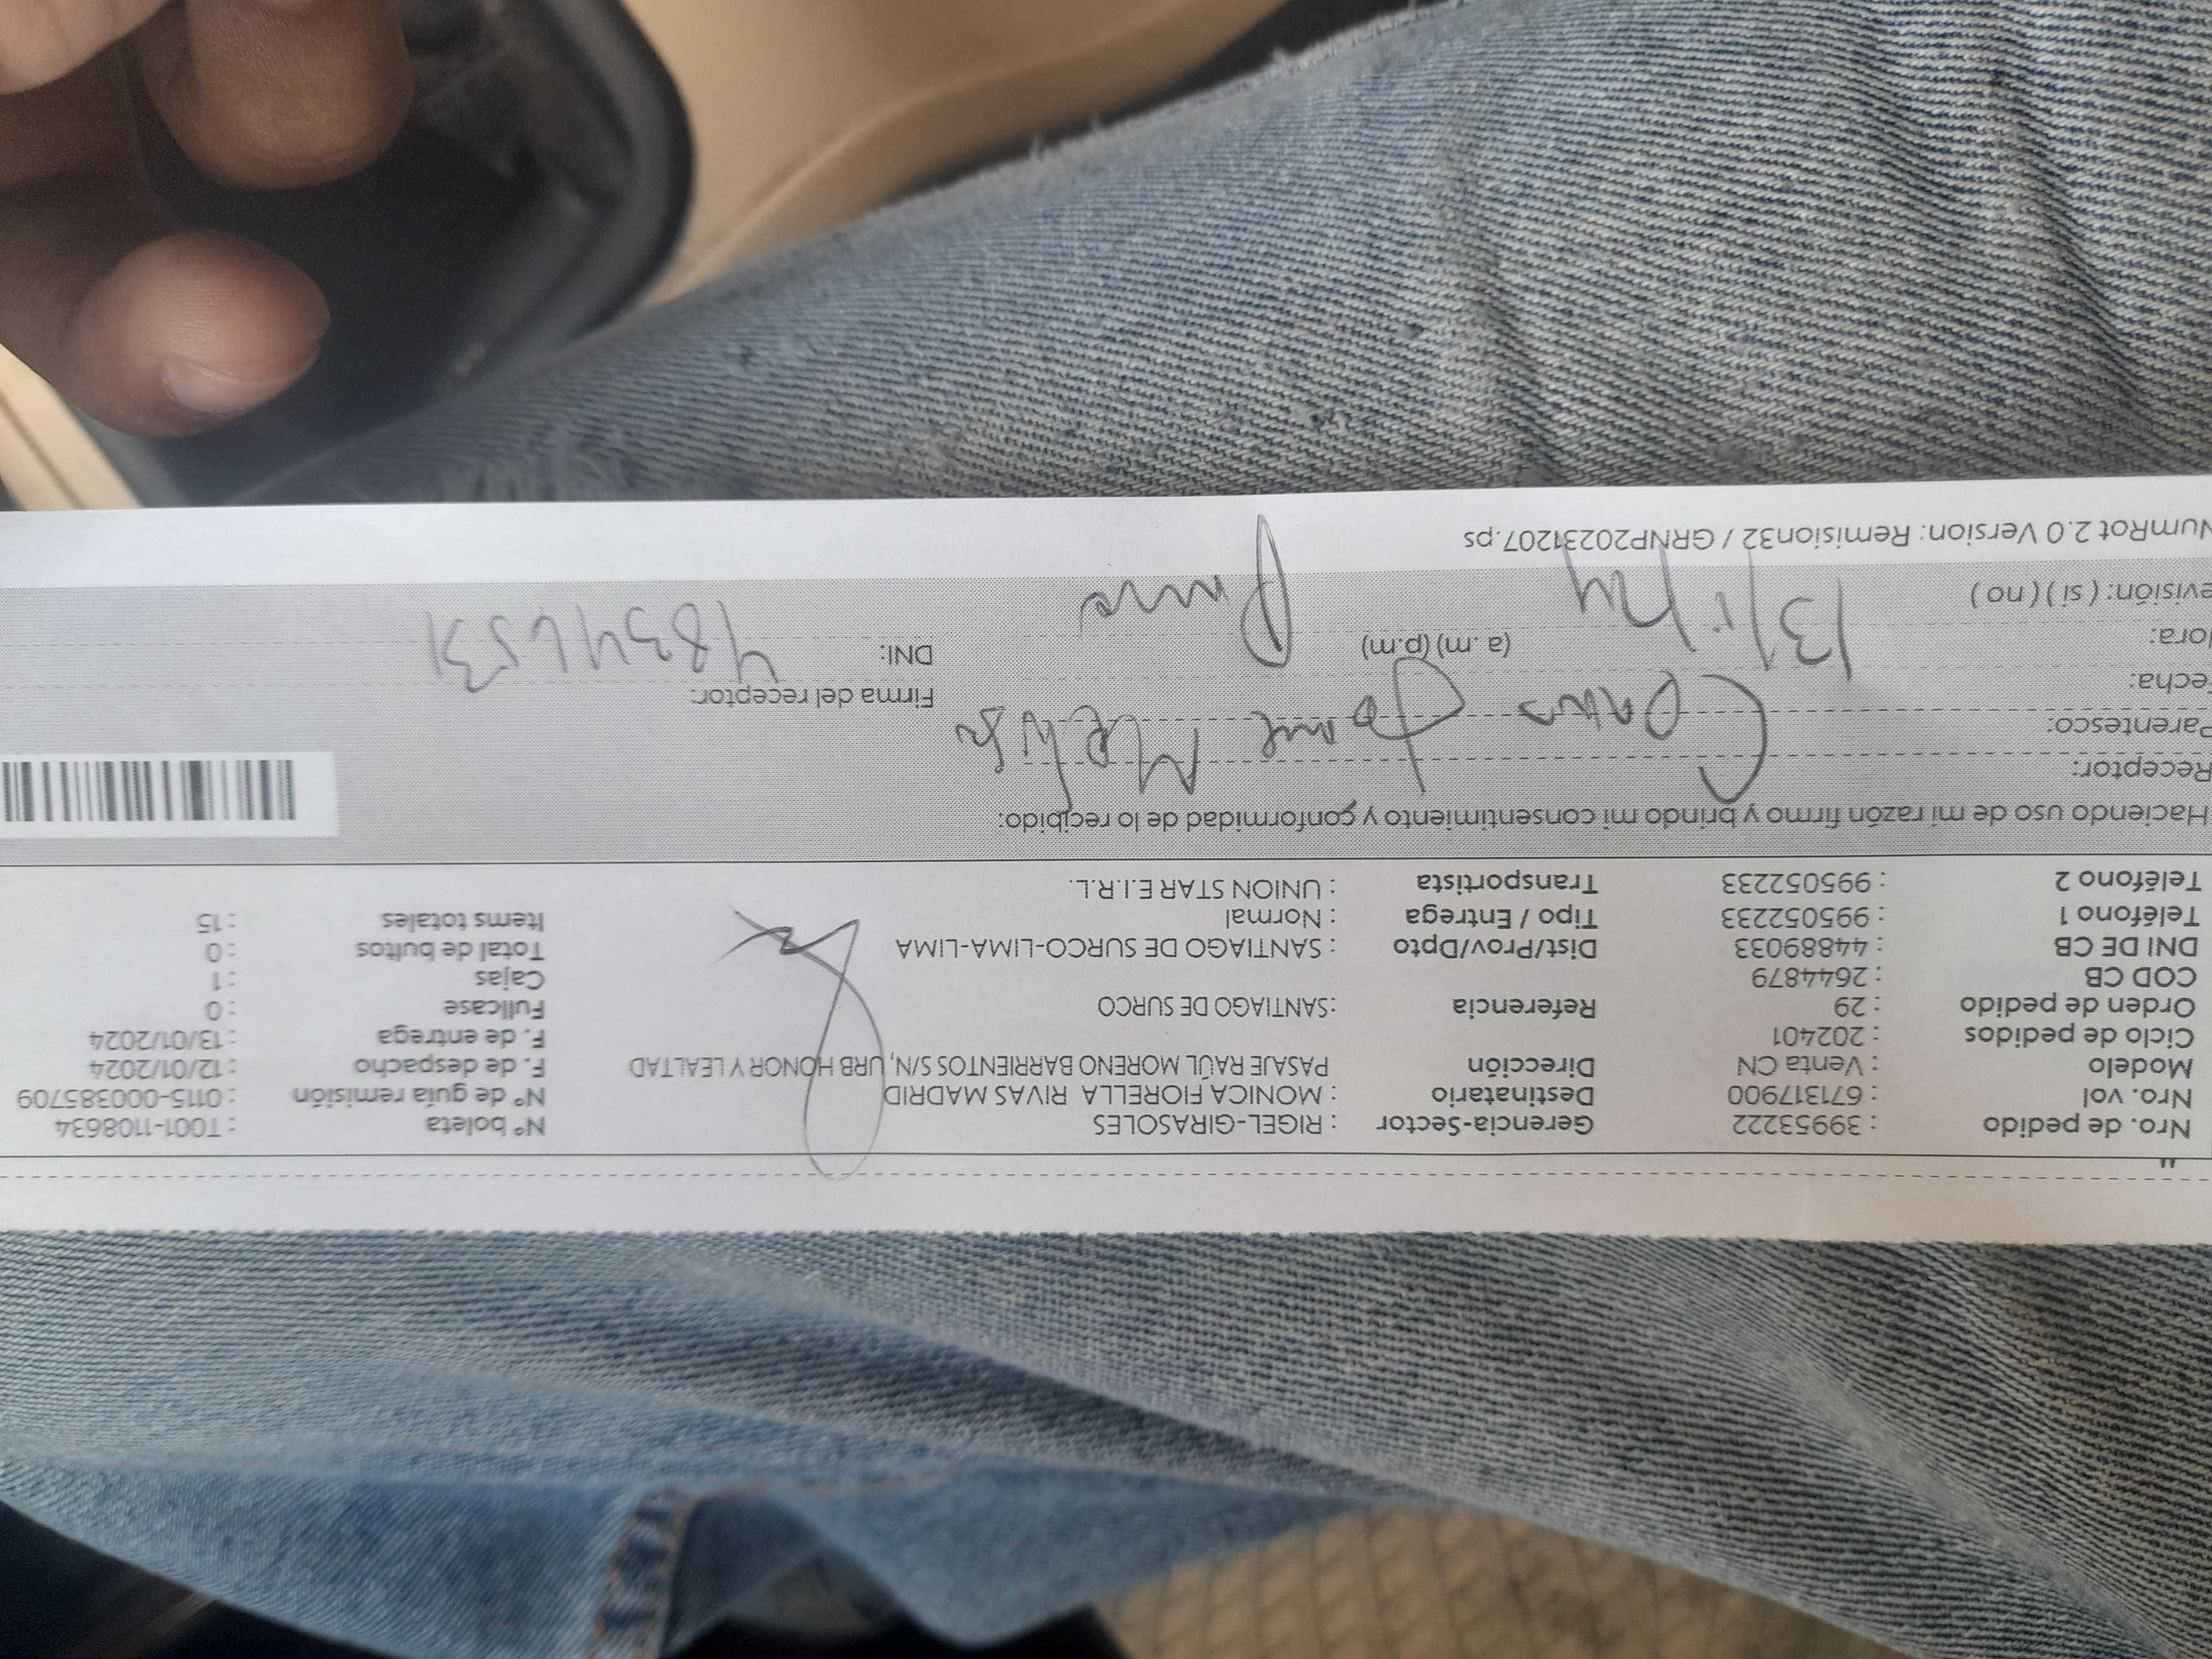 Nro. de pedido : 39953222 Gerencia-Sector : RIGEL-GIRASOLES N° boleta : T001-1108634
Nro. vol : 671317900 Destinatario : MONICA FIORELLA RIVAS MADRID N° de guía remisión : 0115-000385709
Modelo : Venta CN Dirección PASAJE RAÚL MORENO BARRIENTOS S/N, URB HONOR Y LEALTAD F. de despacho : 12/01/2024
Ciclo de pedidos : 202401 F. de entrega : 13/01/2024
Orden de pedido : 29 Referencia :SANTIAGO DE SURCO Fullcase : 0
COD CB : 2644879 Cajas : 1
DNI DE CB : 44889033 Dist/Prov/Dpto : SANTIAGO DE SURCO-LIMA-LIMA Total de bultos : 0
Teléfono 1 : 995052233 Tipo / Entrega : Normal Items totales : 15
Teléfono 2 : 995052233 Transportista : UNION STAR E.I.R.L.
Haciendo uso de mi razón firmo y brindo mi consentimiento y conformidad de lo recibido:
Receptor:
Parentesco:
echa: Firma del receptor:
lora: 13/1/24 (a. m) (p.m) DNI: 48346531
evisión: ( si ) ( no )
NumRot 2.0 Version: Remision32 / GRNP20231207.ps